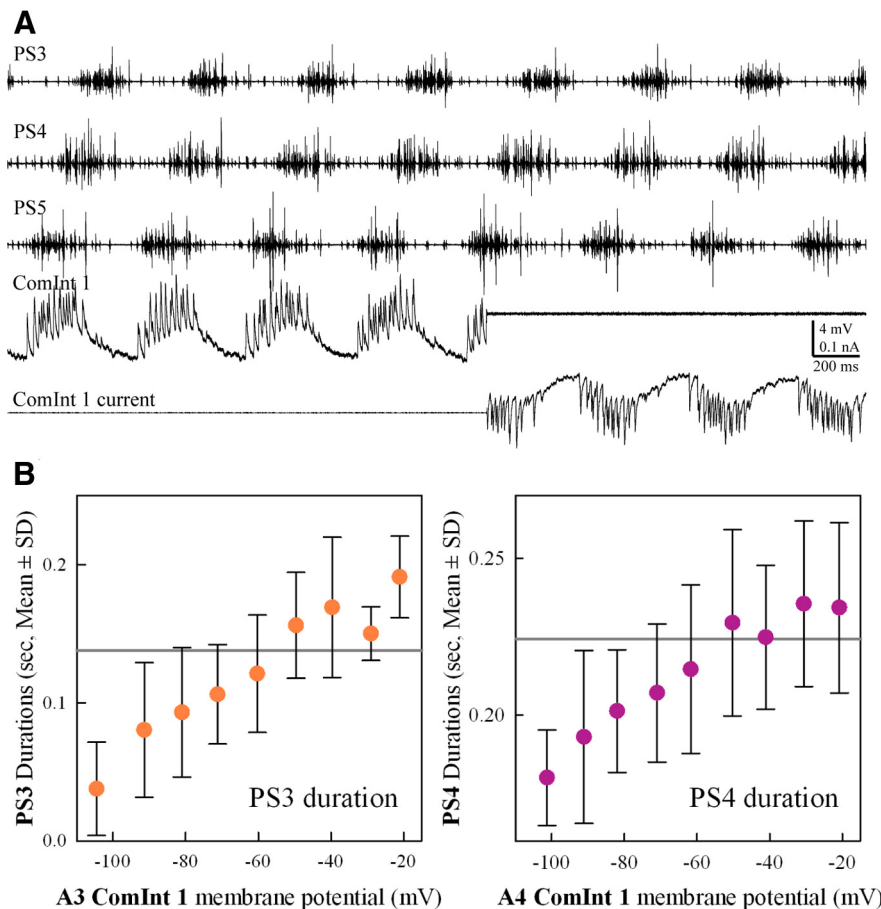 A
PS3
PS4
PS5
ComInt 1
4 mV
0.1 nA
200 ms
ComInt 1 current
B
PS3 Durations (sec, Mean ± SD)
0.2
0.1
0.0
PS3 duration
-100 -80 -60 -40 -20
A3 ComInt 1 membrane potential (mV)
PS4 Durations (sec, Mean ± SD)
0.25
0.20
PS4 duration
-100 -80 -60 -40 -20
A4 ComInt 1 membrane potential (mV)